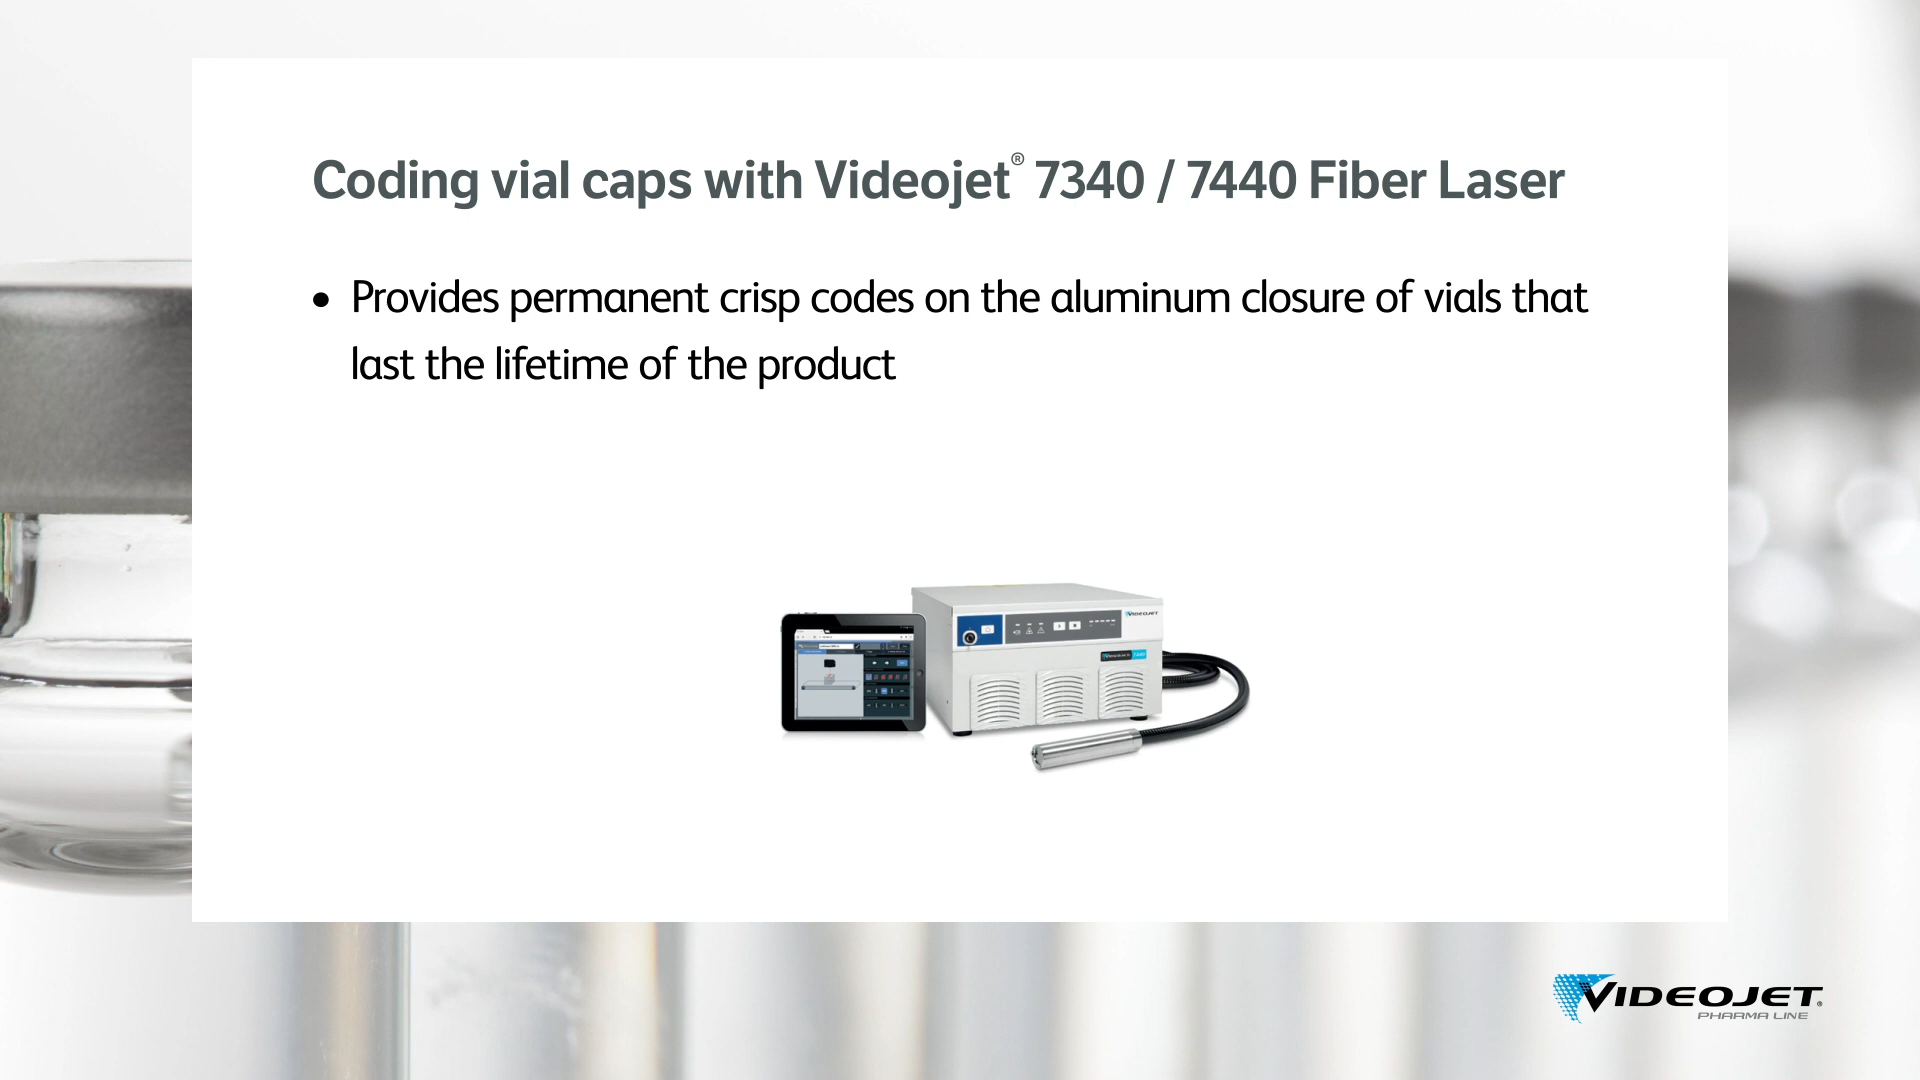 Coding vial caps with Videojet® 7340 / 7440 Fiber Laser
• Provides permanent crisp codes on the aluminum closure of vials that
last the lifetime of the product
VIDEOJET
VIDEOJET®
PHARMA LINE